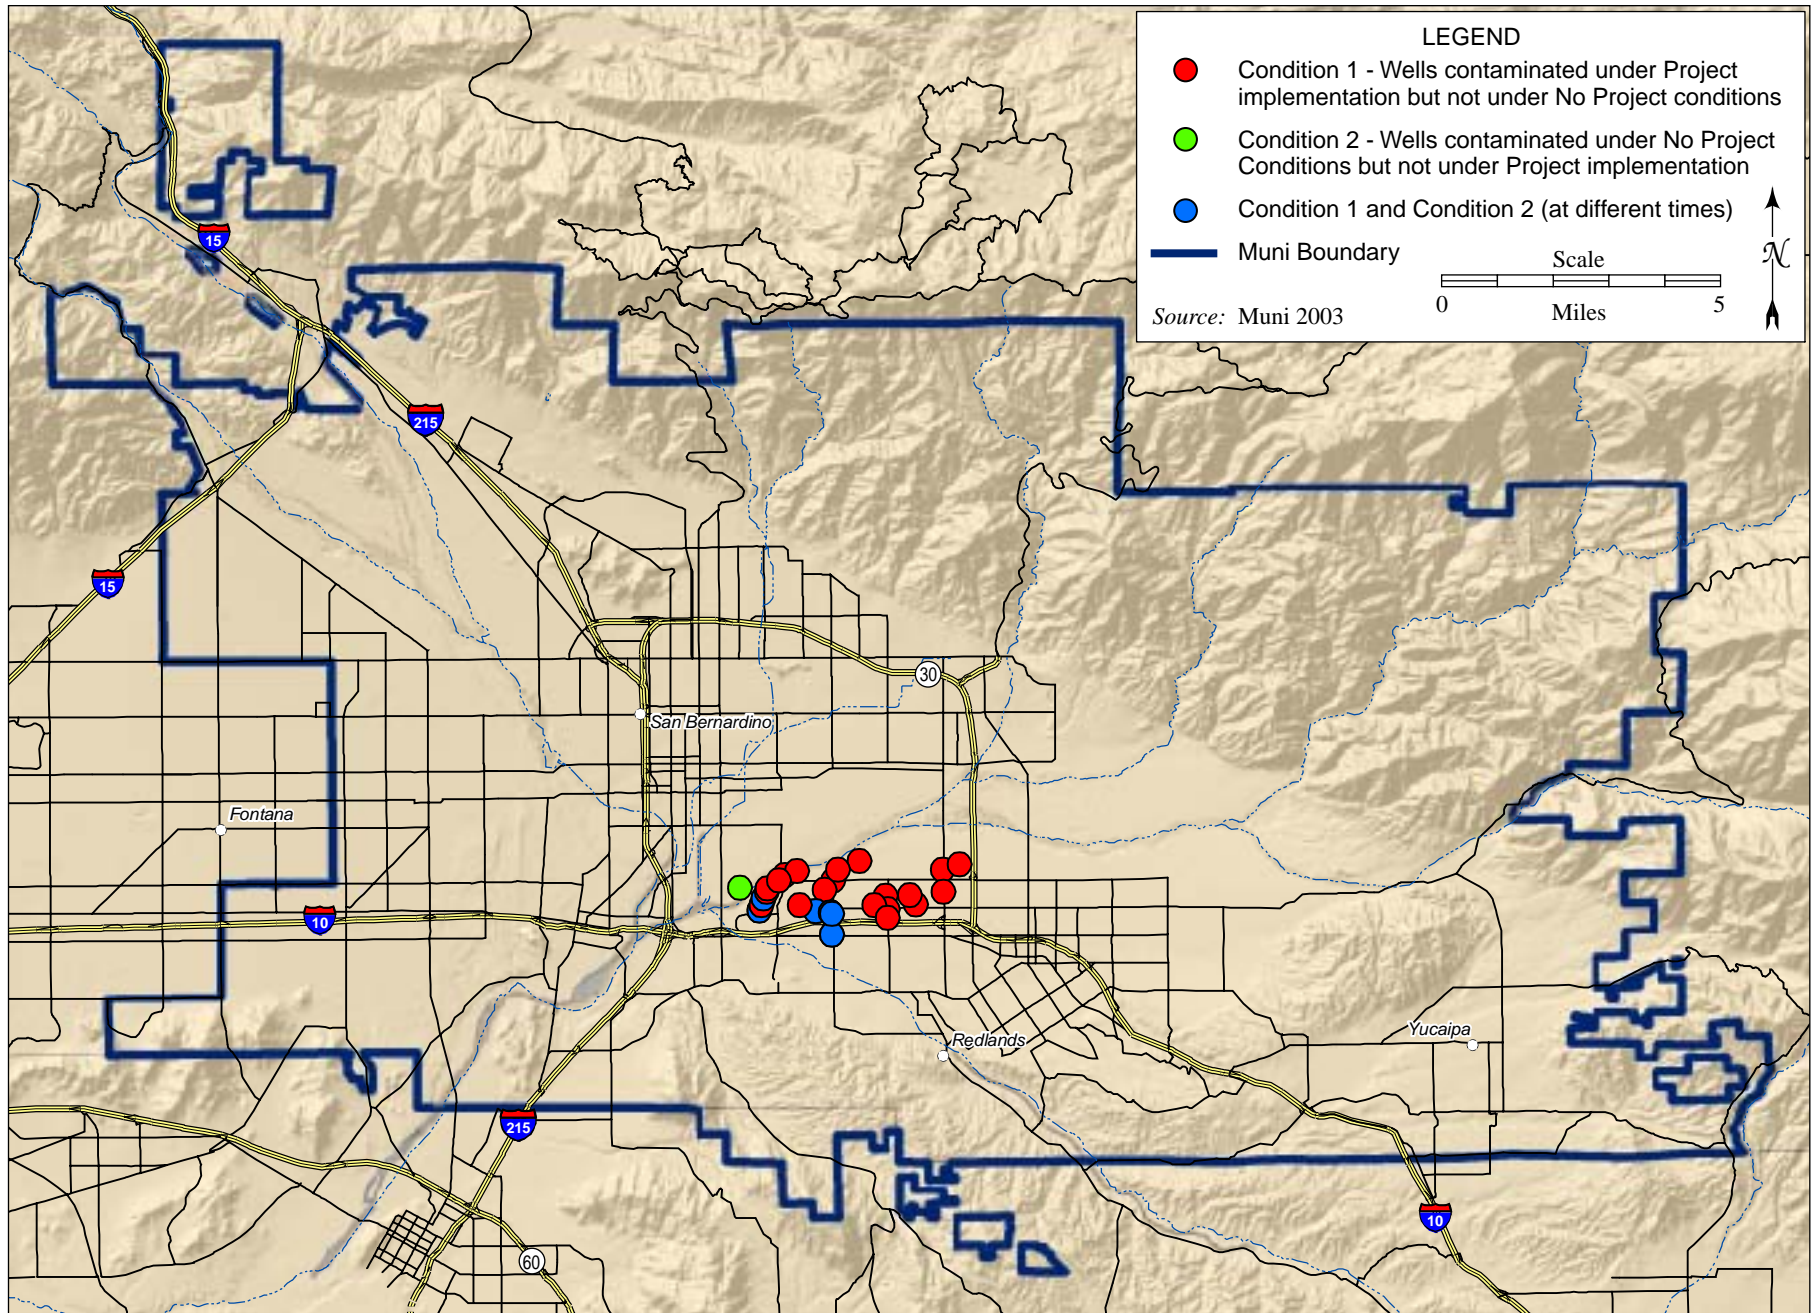 LEGEND
Condition 1 - Wells contaminated under Project
implementation but not under No Project conditions
Condition 2 - Wells contaminated under No Project
Conditions but not under Project implementation
Condition 1 and Condition 2 (at different times)
Muni Boundary
Scale
0 5
Miles
N
Source: Muni 2003
15
215
15
30
San Bernardino
Fontana
10
Redlands
Yucaipa
215
10
60